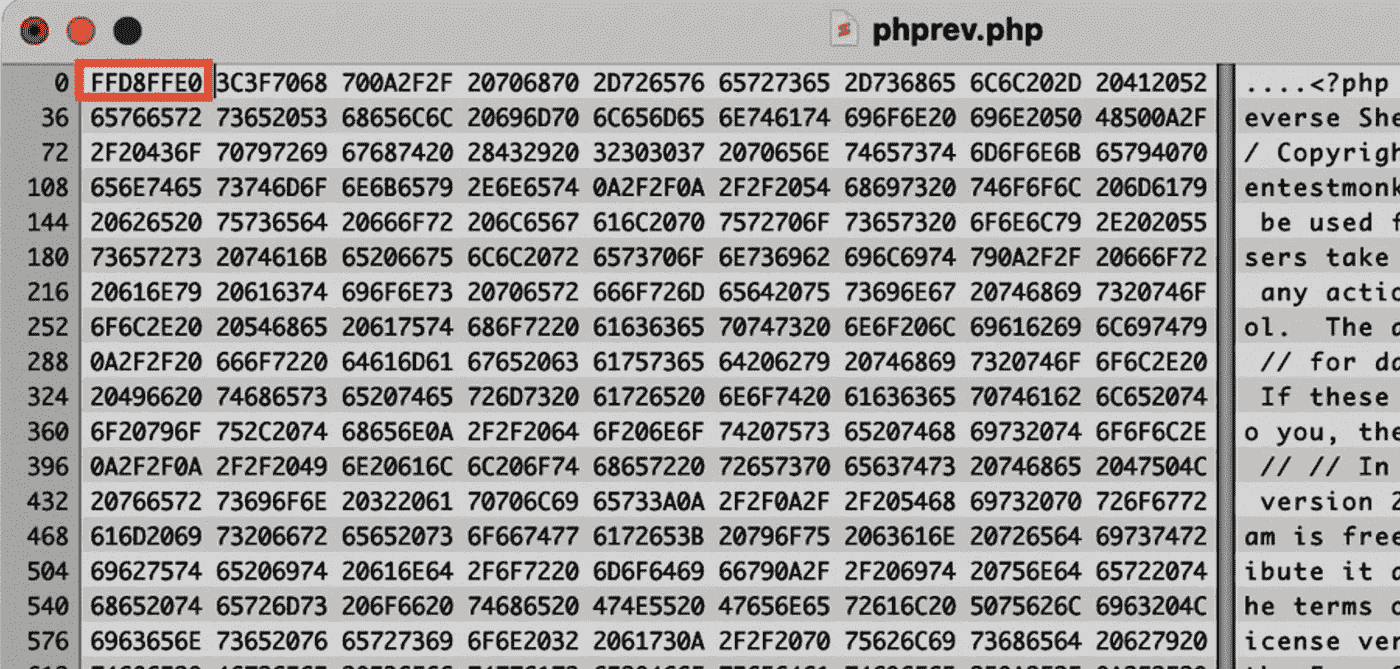 phprev.php
0 FFD8FFE0 3C3F7068 700A2F2F 20706870 2D726576 65727365 2D736865 6C6C202D 20412052 ....<?php
36 65766572 73652053 68656C6C 20696D70 6C656D65 6E746174 696F6E20 696E2050 48500A2F everse She
72 2F20436F 70797269 67687420 28432920 32303037 2070656E 74657374 6D6F6E6B 65794070 / Copyrigh
108 656E7465 73746D6F 6E6B6579 2E6E6574 0A2F2F0A 2F2F2054 68697320 746F6F6C 206D6179 entestmonk
144 20626520 75736564 20666F72 206C6567 616C2070 7572706F 73657320 6F6E6C79 2E202055 be used f
180 73657273 2074616B 65206675 6C6C2072 6573706F 6E736962 696C6974 790A2F2F 20666F72 sers take
216 20616E79 20616374 696F6E73 20706572 666F726D 65642075 73696E67 20746869 7320746F any actio
252 6F6C2E20 20546865 20617574 686F7220 61636365 70747320 6E6F206C 69616269 6C697479 ol. The a
288 0A2F2F20 666F7220 64616D61 67652063 61757365 64206279 20746869 7320746F 6F6C2E20 // for da
324 20496620 74686573 65207465 726D7320 61726520 6E6F7420 61636365 70746162 6C652074 If these
360 6F20796F 752C2074 68656E0A 2F2F2064 6F206E6F 74207573 65207468 69732074 6F6F6C2E o you, the
396 0A2F2F0A 2F2F2049 6E20616C 6C206F74 68657220 72657370 65637473 20746865 2047504C // // In
432 20766572 73696F6E 20322061 70706C69 65733A0A 2F2F0A2F 2F205468 69732070 726F6772 version 2
468 616D2069 73206672 65652073 6F667477 6172653B 20796F75 2063616E 20726564 69737472 am is free
504 69627574 65206974 20616E64 2F6F7220 6D6F6469 66790A2F 2F206974 20756E64 65722074 ibute it a
540 68652074 65726D73 206F6620 74686520 474E5520 47656E65 72616C20 5075626C 6963204C he terms o
576 6963656E 73652076 65727369 6F6E2032 2061730A 2F2F2070 75626C69 73686564 20627920 icense ver